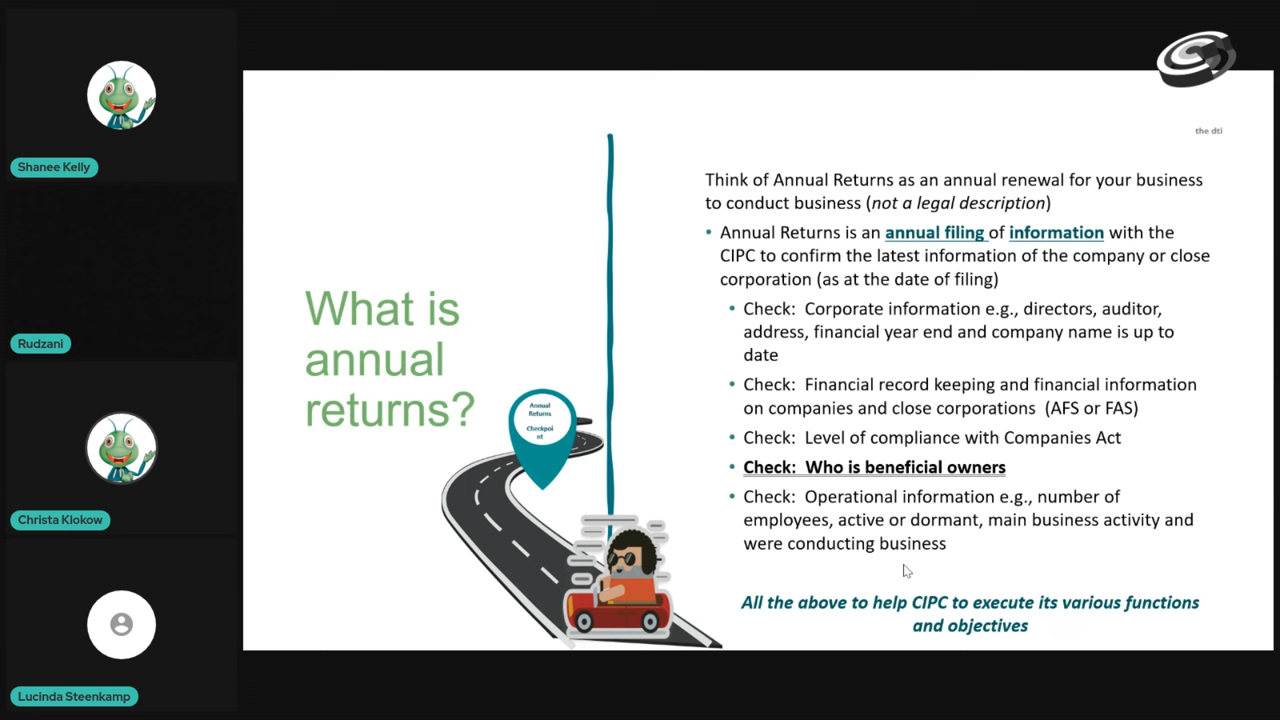 Shanee Kelly
Rudzani
Christa Klokow
Lucinda Steenkamp
the dti
What is
annual
returns?
Annual
Returns
Checkpoi
nt
Think of Annual Returns as an annual renewal for your business
to conduct business (not a legal description)
• Annual Returns is an annual filing of information with the
CIPC to confirm the latest information of the company or close
corporation (as at the date of filing)
• Check: Corporate information e.g., directors, auditor,
address, financial year end and company name is up to
date
• Check: Financial record keeping and financial information
on companies and close corporations (AFS or FAS)
• Check: Level of compliance with Companies Act
• Check: Who is beneficial owners
• Check: Operational information e.g., number of
employees, active or dormant, main business activity and
were conducting business
All the above to help CIPC to execute its various functions
and objectives